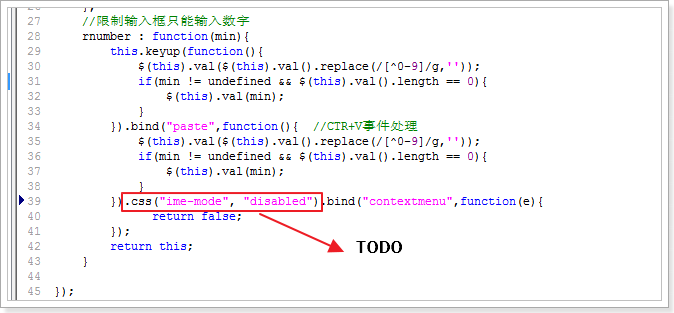 26 },
27 //限制输入框只能输入数字
28 rnumber : function(min){
29 this.keyup(function(){
30 $(this).val($(this).val().replace(/[^0-9]/g,''));
31 if(min != undefined && $(this).val().length == 0){
32 $(this).val(min);
33 }
34 }).bind("paste",function(){ //CTR+V事件处理
35 $(this).val($(this).val().replace(/[^0-9]/g,''));
36 if(min != undefined && $(this).val().length == 0){
37 $(this).val(min);
38 }
39 }).css("ime-mode", "disabled").bind("contextmenu",function(e){
40 return false;
41 });
42 return this;
43 }
44
45 });
TODO